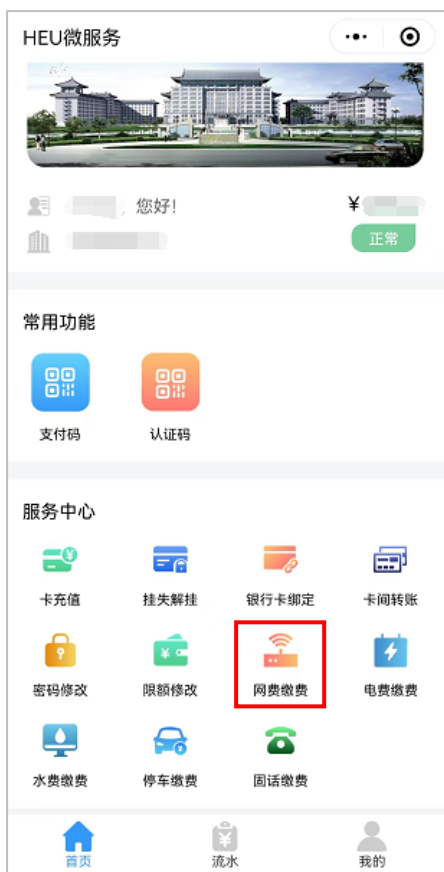 HEU微服务
，您好！
¥
正常
常用功能
支付码 认证码
服务中心
卡充值 挂失解挂 银行卡绑定 卡间转账
密码修改 限额修改 网费缴费 电费缴费
水费缴费 停车缴费 固话缴费
首页 流水 我的